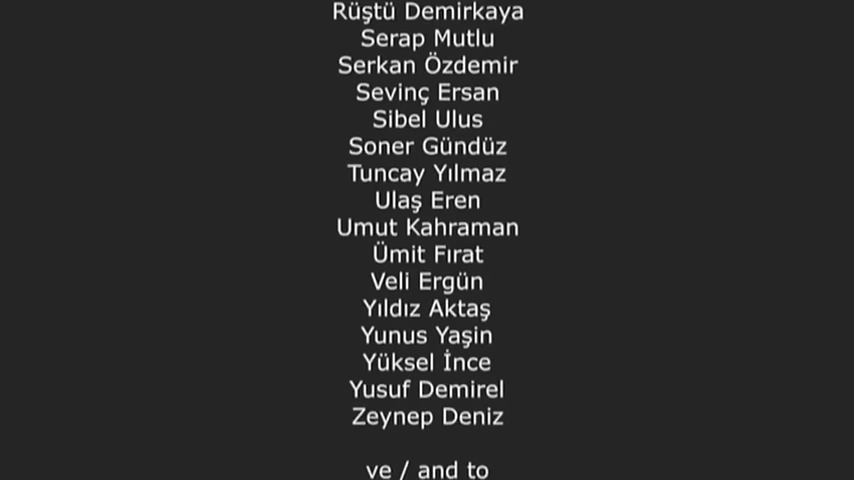 Rüştü Demirkaya
Serap Mutlu
Serkan Özdemir
Sevinç Ersan
Sibel Ulus
Soner Gündüz
Tuncay Yılmaz
Ulaş Eren
Umut Kahraman
Ümit Fırat
Veli Ergün
Yıldız Aktaş
Yunus Yaşin
Yüksel İnce
Yusuf Demirel
Zeynep Deniz
ve / and to